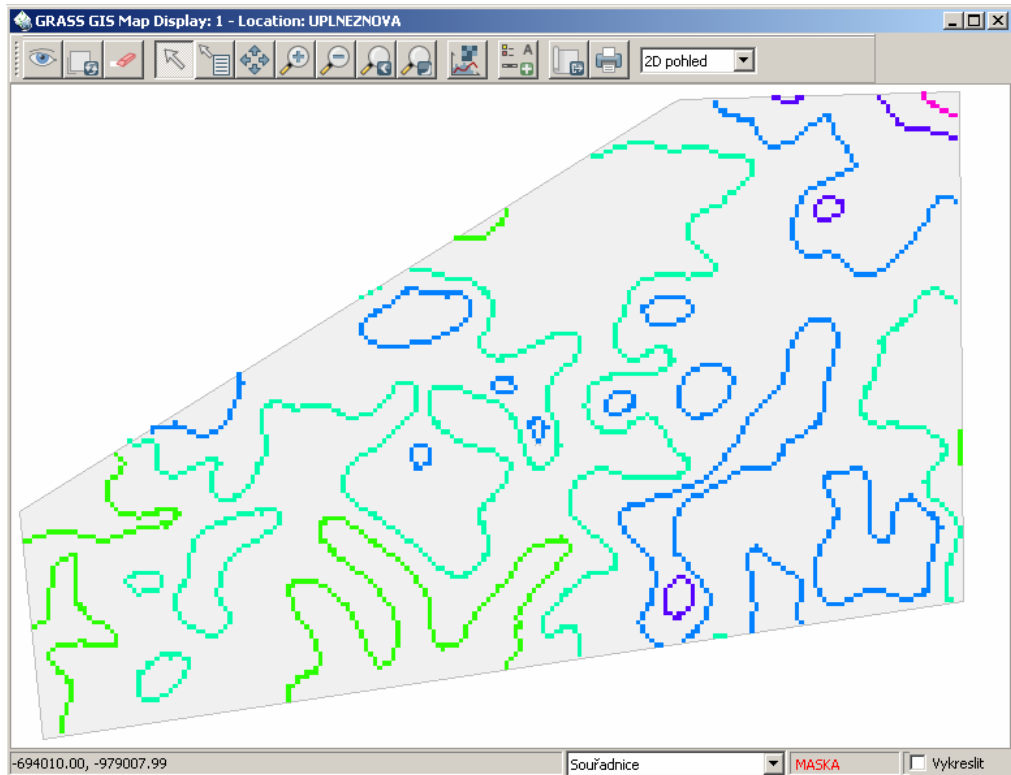 GRASS GIS Map Display: 1 - Location: UPLNEZNOVA
2D pohled
-694010.00, -979007.99
Souřadnice
MASKA
Vykreslit